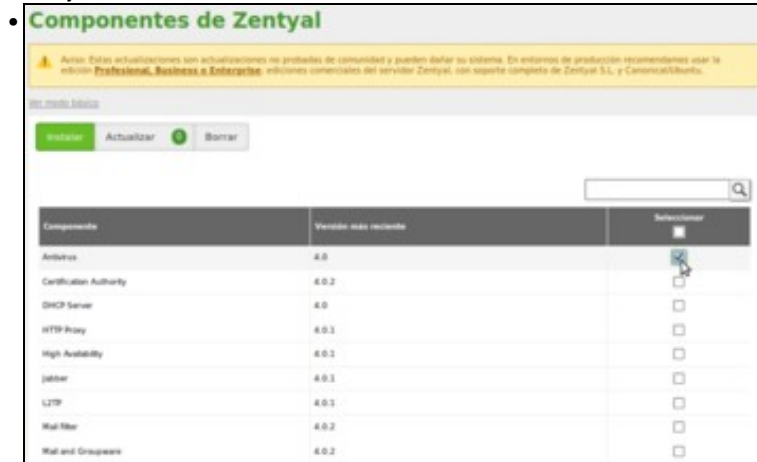 Componentes de Zentyal
Aviso: Estas actualizaciones son actualizaciones no probadas de comunidad y pueden dañar su sistema. En entornos de producción recomendamos usar la
edición Profesional, Business o Enterprise, ediciones comerciales del servidor Zentyal, con soporte completo de Zentyal S.L. y Canonical/Ubuntu.
Ver modo básico
Instalar Actualizar 0 Borrar
Componente Versión más reciente Seleccionar
Antivirus 4.0
Certification Authority 4.0.2
DHCP Server 4.0
HTTP Proxy 4.0.1
High Availability 4.0.1
Jabber 4.0.1
L2TP 4.0.1
Mail filter 4.0.2
Mail and Groupware 4.0.2